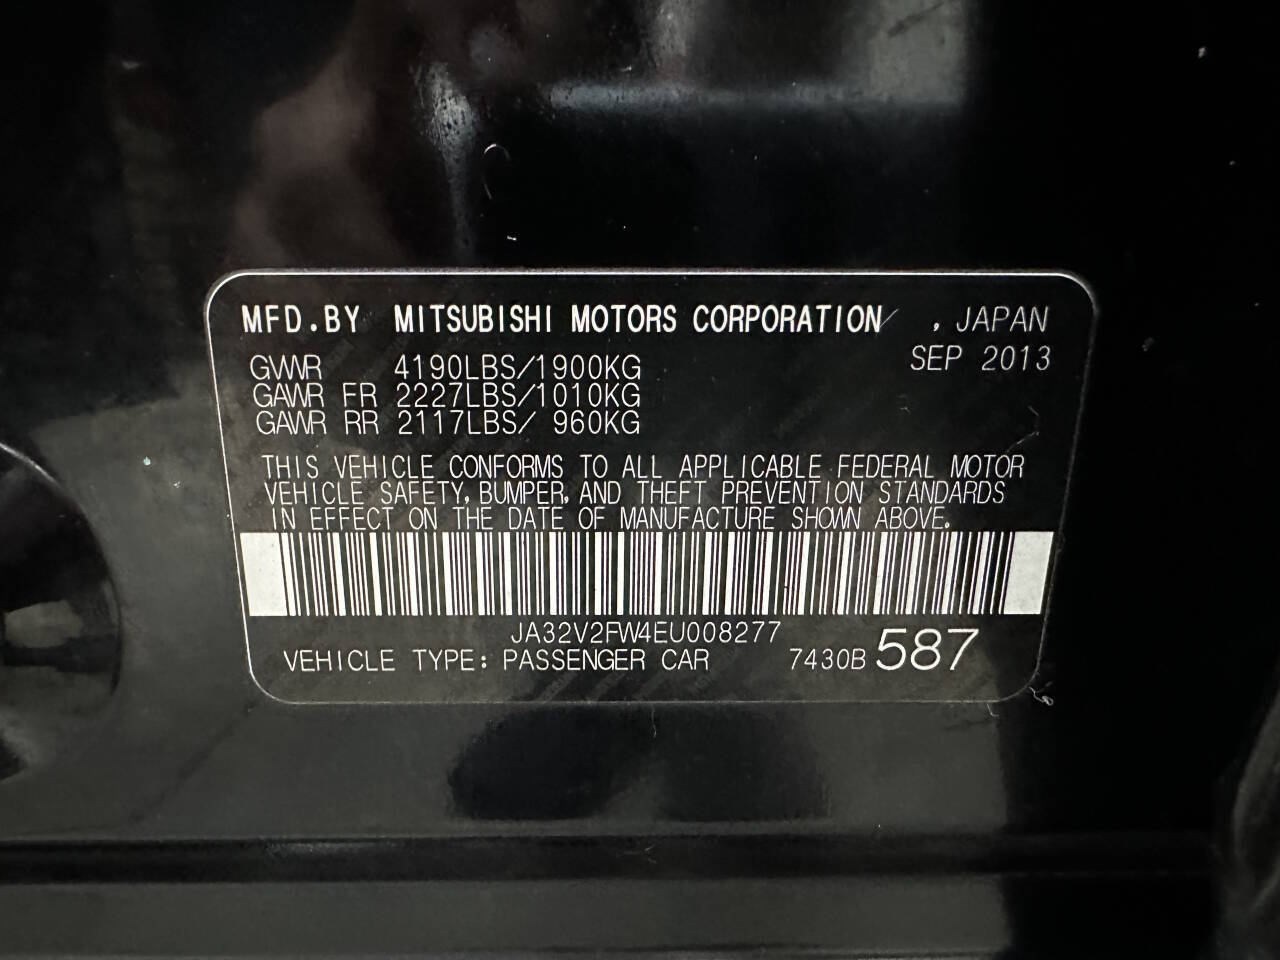 MFD.BY MITSUBISHI MOTORS CORPORATION , JAPAN
SEP 2013
GVWR 4190LBS/1900KG
GAWR FR 2227LBS/1010KG
GAWR RR 2117LBS/ 960KG
THIS VEHICLE CONFORMS TO ALL APPLICABLE FEDERAL MOTOR
VEHICLE SAFETY, BUMPER, AND THEFT PREVENTION STANDARDS
IN EFFECT ON THE DATE OF MANUFACTURE SHOWN ABOVE.
JA32V2FW4EU008277
VEHICLE TYPE: PASSENGER CAR 7430B 587